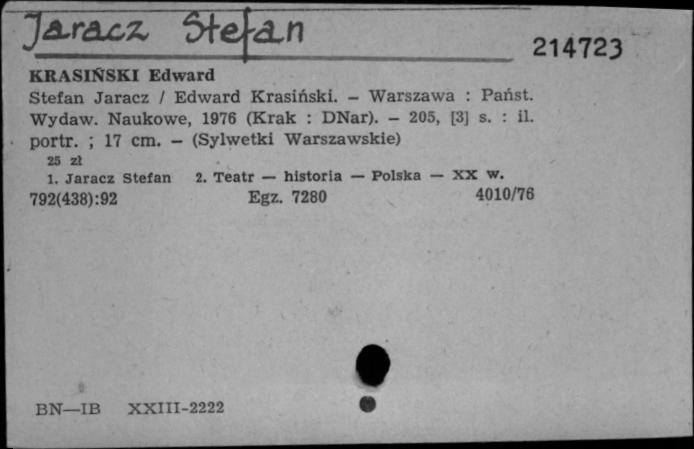 Jaracz Stefan
214723
KRASIŃSKI Edward
Stefan Jaracz / Edward Krasiński. – Warszawa : Państ.
Wydaw. Naukowe, 1976 (Krak : DNar). – 205, [3] s. : il.
portr. ; 17 cm. – (Sylwetki Warszawskie)
25 zł
1. Jaracz Stefan 2. Teatr — historia — Polska — XX w.
792(438):92 Egz. 7280 4010/76
BN—IB XXIII-2222